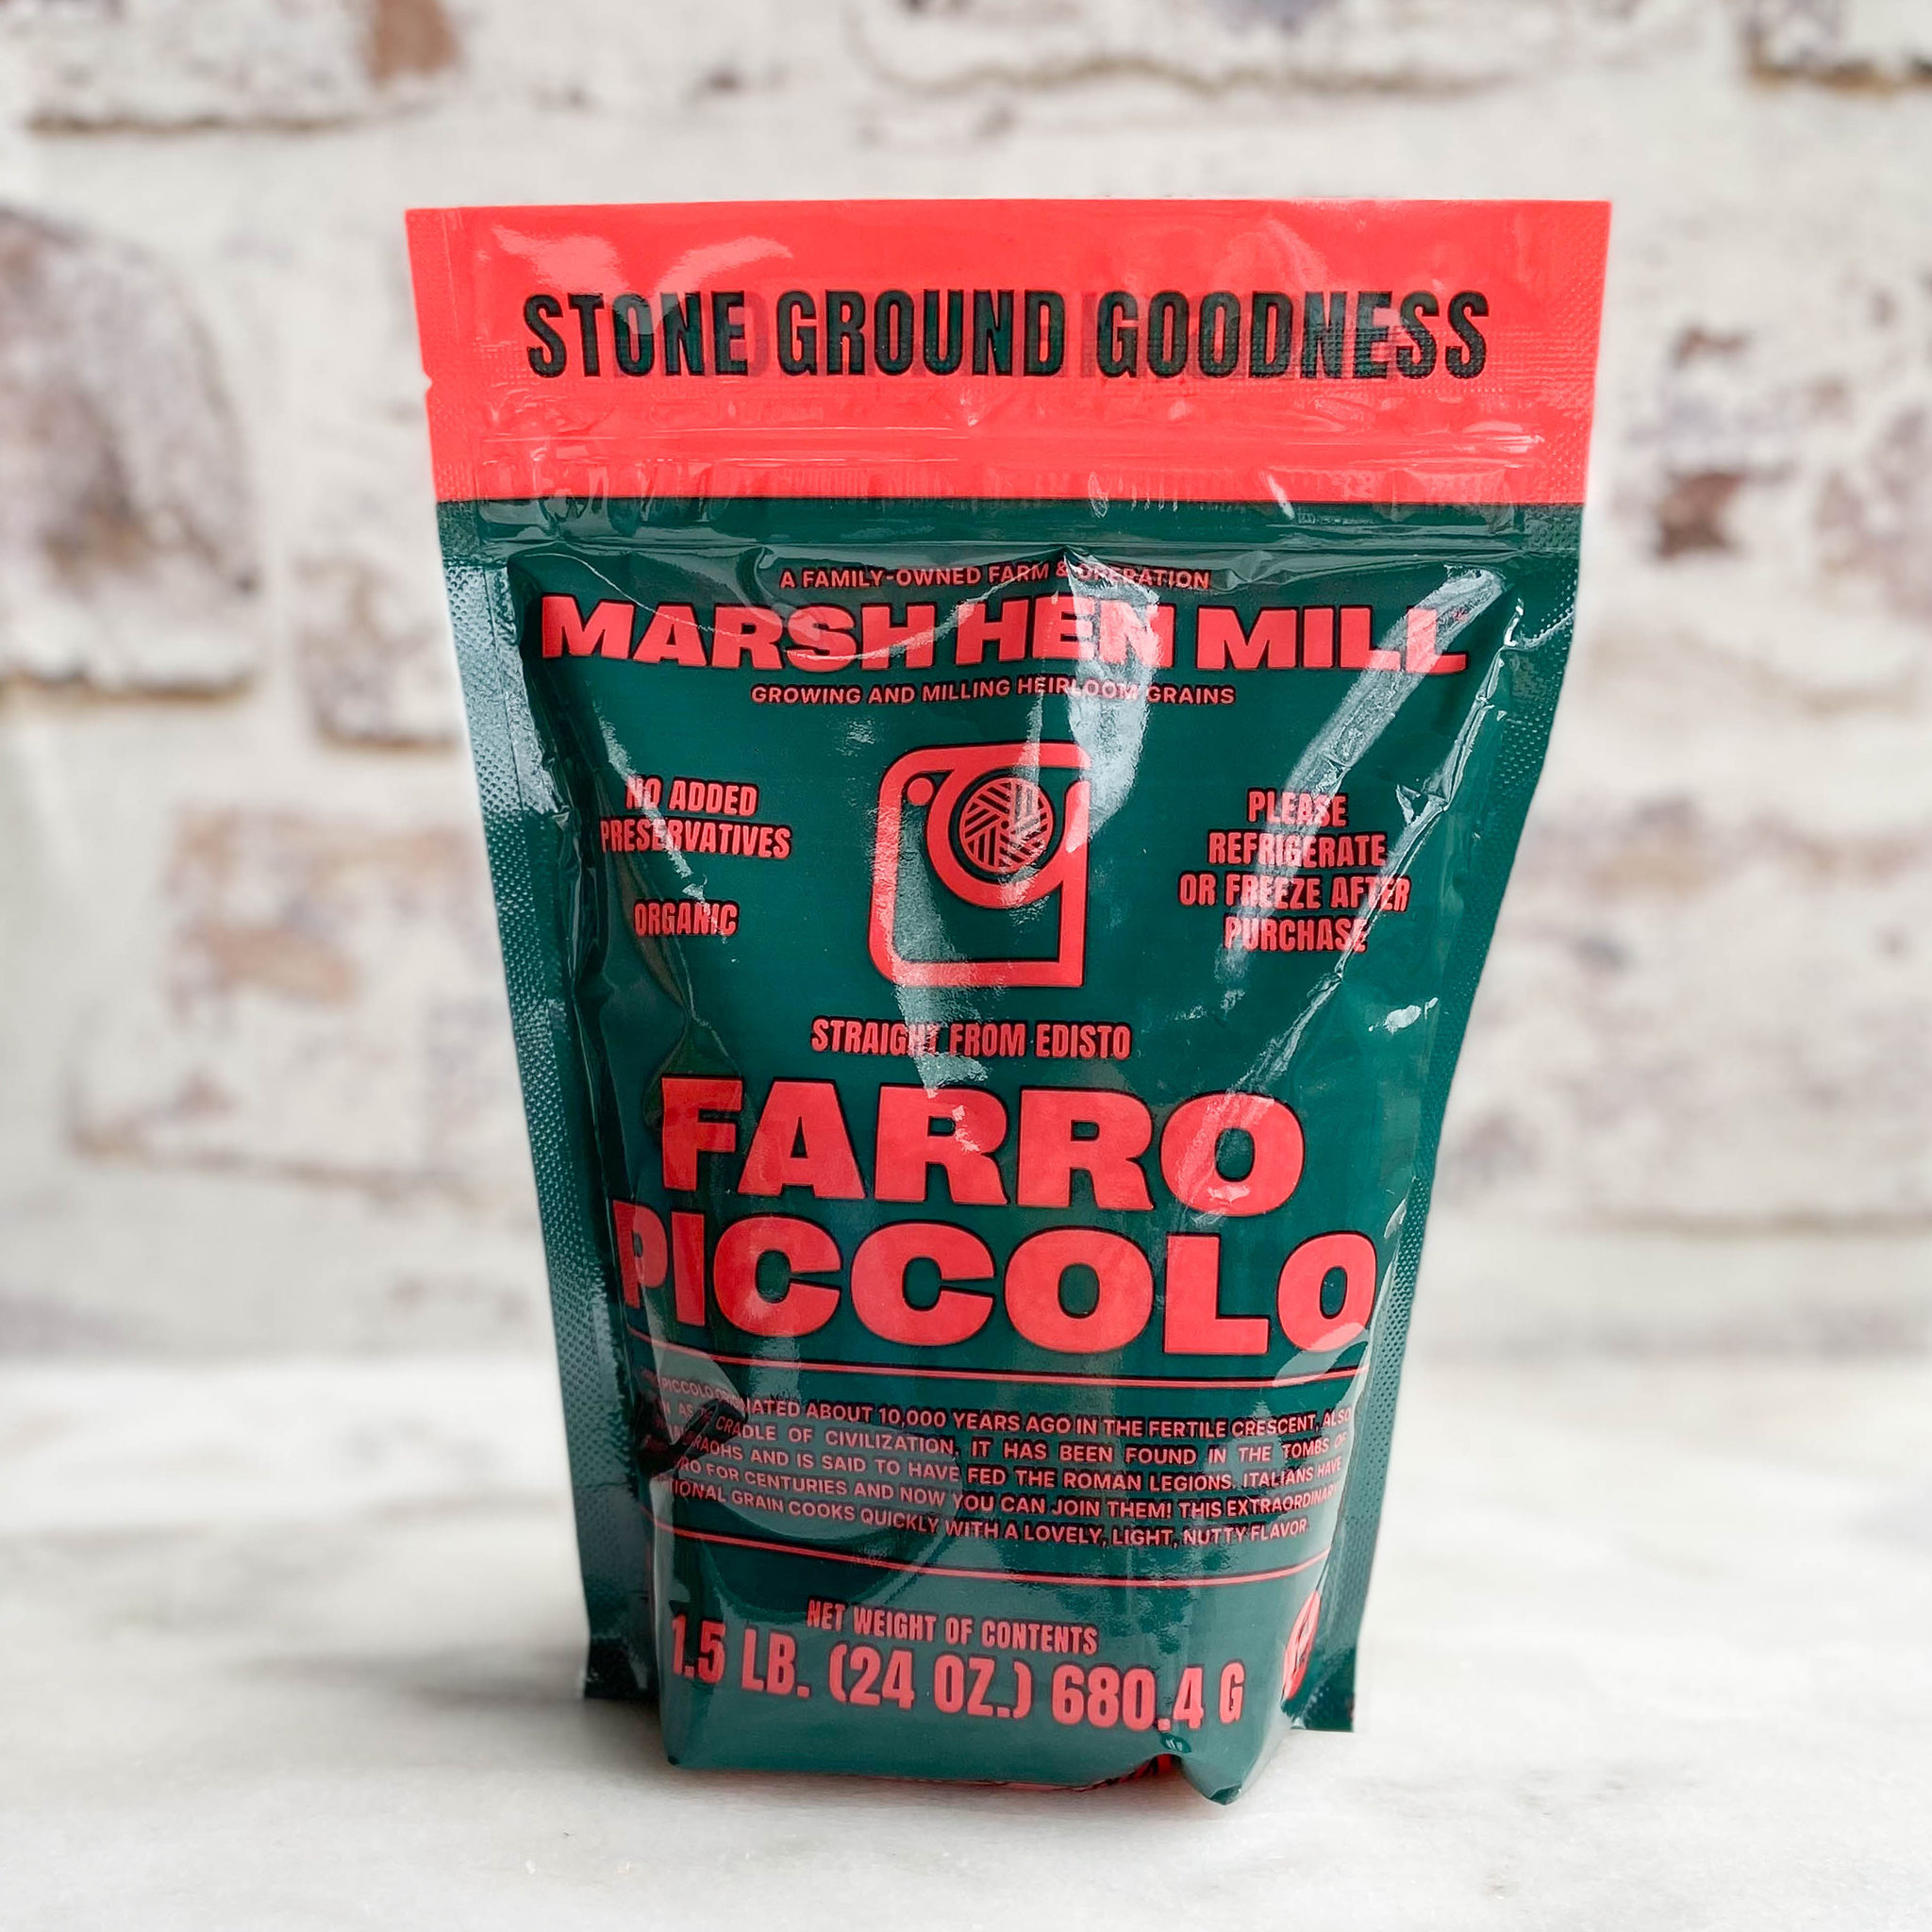 STONE GROUND GOODNESS
A FAMILY-OWNED FARM & OPERATION
MARSH HEN MILL
GROWING AND MILLING HEIRLOOM GRAINS
NO ADDED
PRESERVATIVES
ORGANIC
PLEASE
REFRIGERATE
OR FREEZE AFTER
PURCHASE
STRAIGHT FROM EDISTO
FARRO
PICCOLO
PICCOLO ORIGINATED ABOUT 10,000 YEARS AGO IN THE FERTILE CRESCENT, ALSO
AS THE CRADLE OF CIVILIZATION. IT HAS BEEN FOUND IN THE TOMBS OF
AND IS SAID TO HAVE FED THE ROMAN LEGIONS. ITALIANS HAVE
FOR CENTURIES AND NOW YOU CAN JOIN THEM! THIS EXTRAORDINARY
GRAIN COOKS QUICKLY WITH A LOVELY, LIGHT, NUTTY FLAVOR.
NET WEIGHT OF CONTENTS
1.5 LB. (24 OZ.) 680.4 G